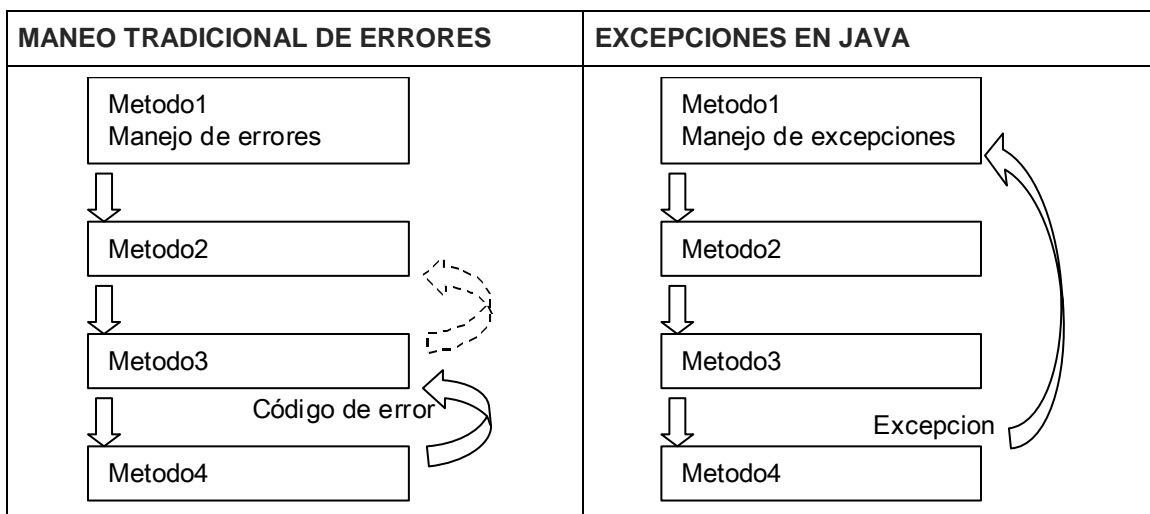 MANEO TRADICIONAL DE ERRORES
EXCEPCIONES EN JAVA
Metodo1
Manejo de errores
Metodo2
Metodo3
Código de error
Metodo4
Metodo1
Manejo de excepciones
Metodo2
Metodo3
Excepcion
Metodo4